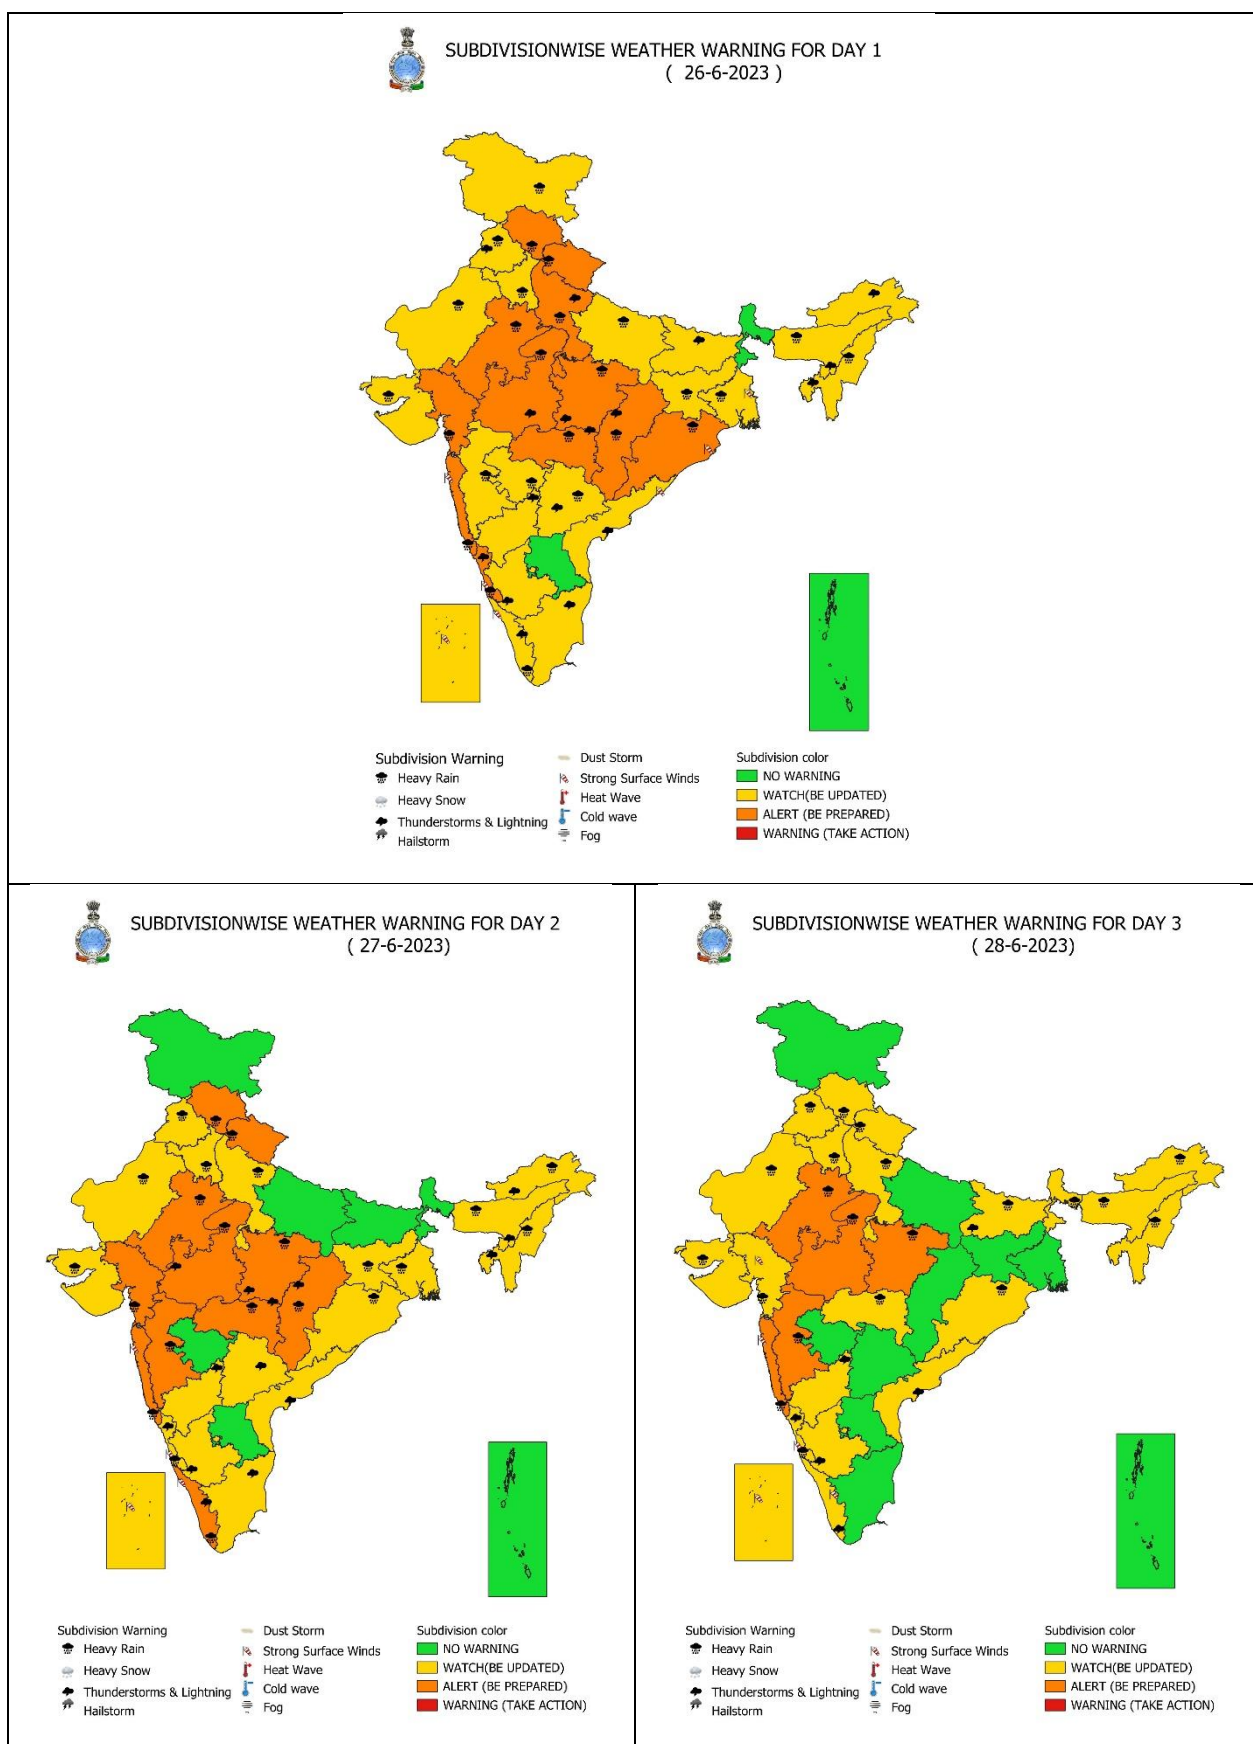 SUBDIVISIONWISE WEATHER WARNING FOR DAY 1
( 26-6-2023 )
Subdivision Warning
Heavy Rain
Heavy Snow
Thunderstorms & Lightning
Hailstorm
Dust Storm
Strong Surface Winds
Heat Wave
Cold wave
Fog
Subdivision color
NO WARNING
WATCH(BE UPDATED)
ALERT (BE PREPARED)
WARNING (TAKE ACTION)
SUBDIVISIONWISE WEATHER WARNING FOR DAY 2
( 27-6-2023)
Subdivision Warning
Heavy Rain
Heavy Snow
Thunderstorms & Lightning
Hailstorm
Dust Storm
Strong Surface Winds
Heat Wave
Cold wave
Fog
Subdivision color
NO WARNING
WATCH(BE UPDATED)
ALERT (BE PREPARED)
WARNING (TAKE ACTION)
SUBDIVISIONWISE WEATHER WARNING FOR DAY 3
( 28-6-2023)
Subdivision Warning
Heavy Rain
Heavy Snow
Thunderstorms & Lightning
Hailstorm
Dust Storm
Strong Surface Winds
Heat Wave
Cold wave
Fog
Subdivision color
NO WARNING
WATCH(BE UPDATED)
ALERT (BE PREPARED)
WARNING (TAKE ACTION)